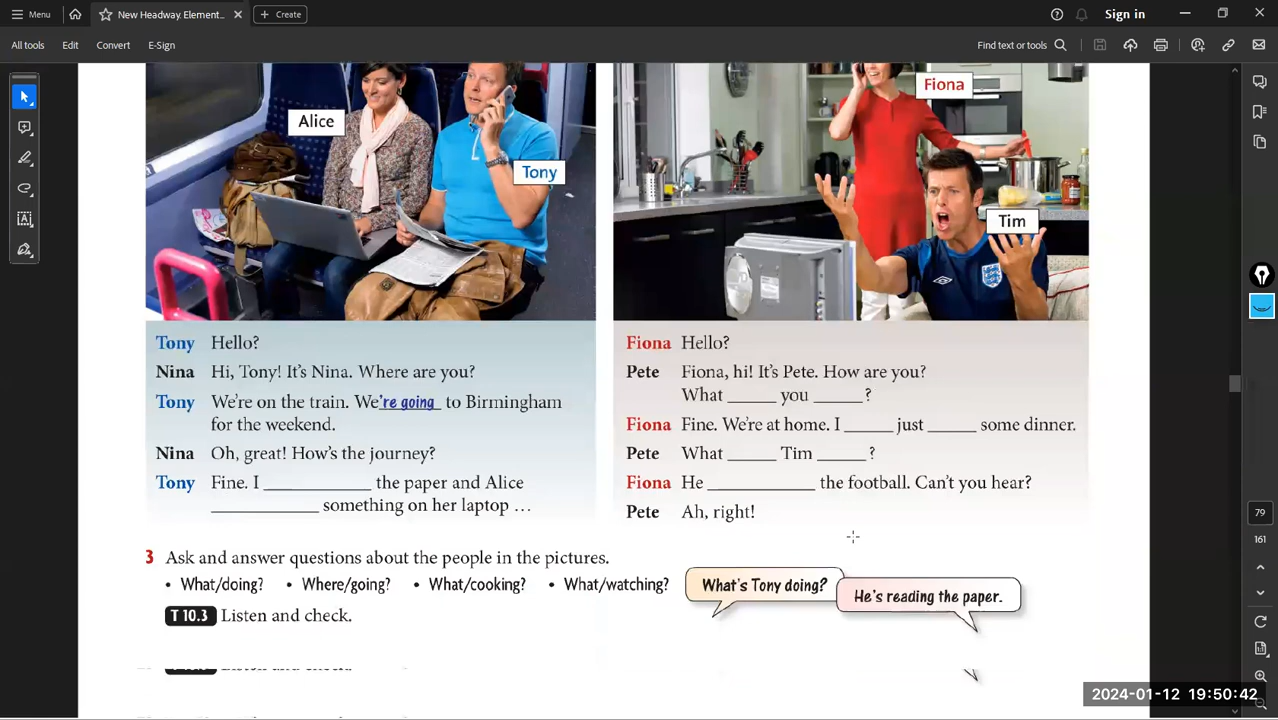 Menu
New Headway. Element...
Create
Sign in
All tools
Edit
Convert
E-Sign
Find text or tools
Alice
Tony
Fiona
Tim
Tony Hello?
Nina Hi, Tony! It's Nina. Where are you?
Tony We're on the train. We 're going to Birmingham
for the weekend.
Nina Oh, great! How's the journey?
Tony Fine. I ____________ the paper and Alice
____________ something on her laptop …
Fiona Hello?
Pete Fiona, hi! It's Pete. How are you?
What _____ you _____?
Fiona Fine. We're at home. I _____ just _____ some dinner.
Pete What _____ Tim _____?
Fiona He ____________ the football. Can't you hear?
Pete Ah, right!
3 Ask and answer questions about the people in the pictures.
• What/doing? • Where/going? • What/cooking? • What/watching?
What's Tony doing?
He's reading the paper.
T 10.3 Listen and check.
79
161
2024-01-12 19:50:42